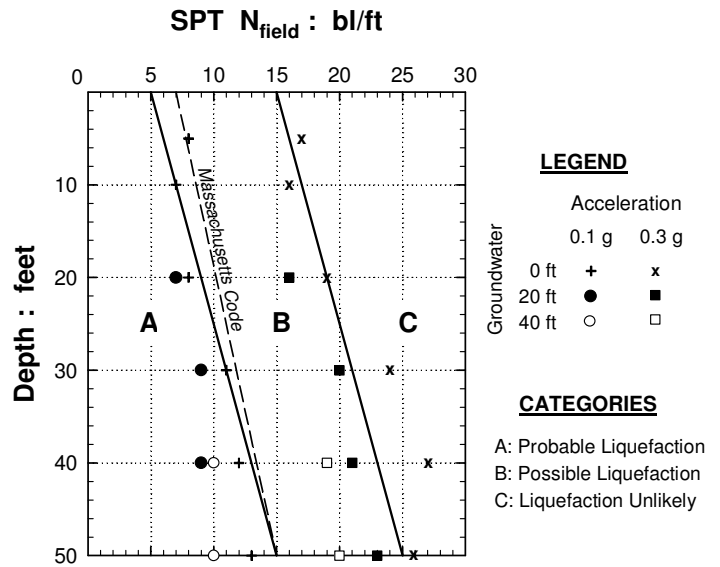 SPT N_field : bl/ft
0 5 10 15 20 25 30
Depth : feet
10
20
30
40
50
Massachusetts Code
A B C
LEGEND
Acceleration
0.1 g 0.3 g
Groundwater
0 ft + x
20 ft ● ■
40 ft ○ □
CATEGORIES
A: Probable Liquefaction
B: Possible Liquefaction
C: Liquefaction Unlikely